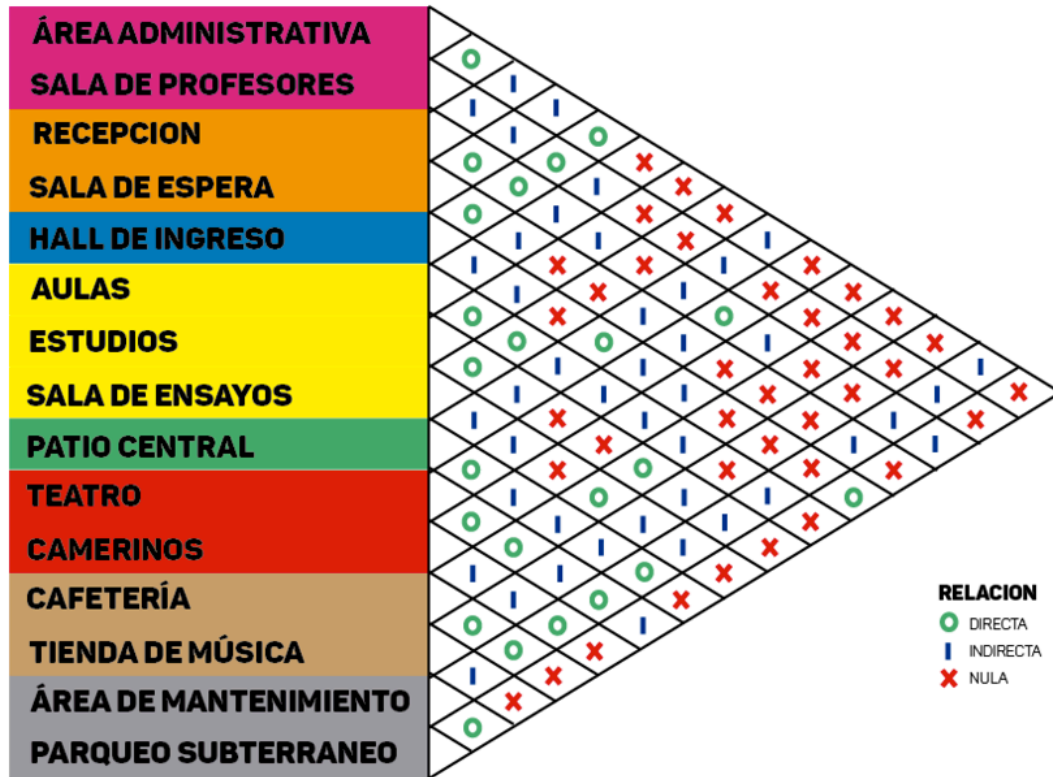 ÁREA ADMINISTRATIVA
SALA DE PROFESORES
RECEPCION
SALA DE ESPERA
HALL DE INGRESO
AULAS
ESTUDIOS
SALA DE ENSAYOS
PATIO CENTRAL
TEATRO
CAMERINOS
CAFETERÍA
TIENDA DE MÚSICA
ÁREA DE MANTENIMIENTO
PARQUEO SUBTERRANEO
RELACION
DIRECTA
INDIRECTA
NULA